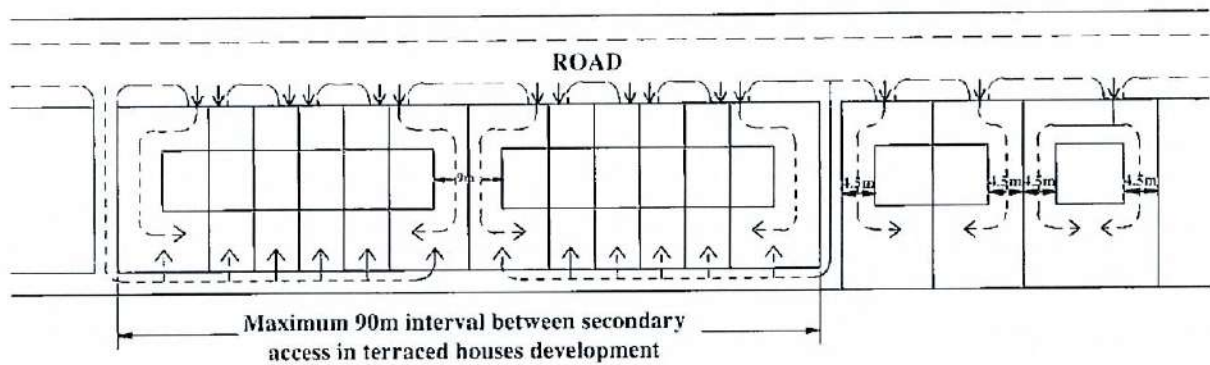 ROAD
9m
4.5m
4.5m
4.5m
4.5m
Maximum 90m interval between secondary
access in terraced houses development